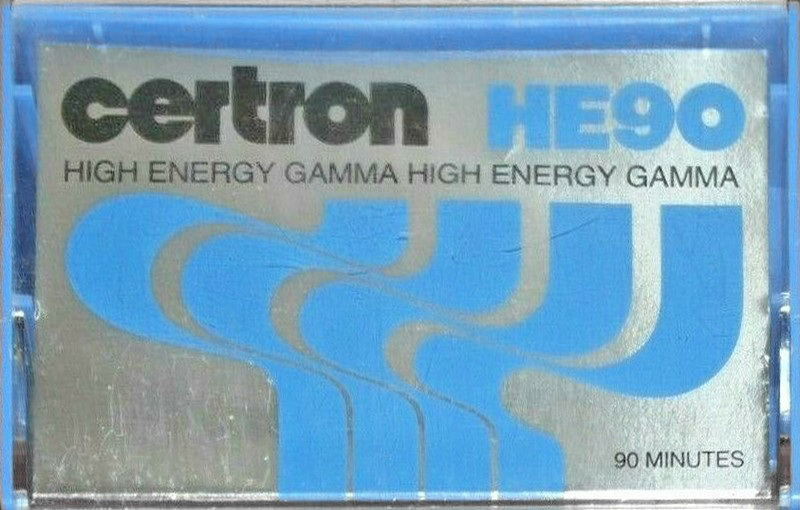 certron HE90
HIGH ENERGY GAMMA HIGH ENERGY GAMMA
90 MINUTES